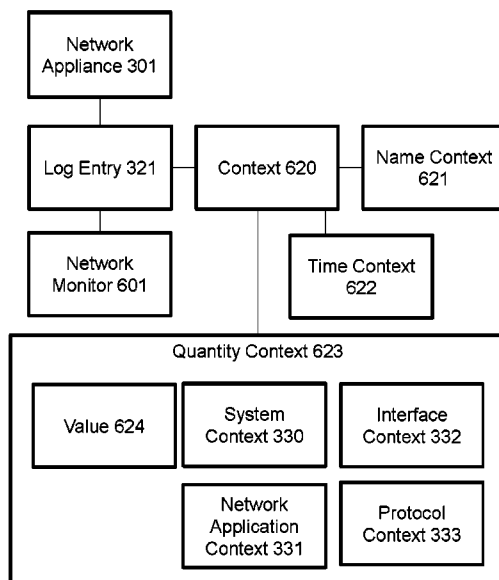 Network
Appliance 301
Log Entry 321
Context 620
Name Context
621
Network
Monitor 601
Time Context
622
Quantity Context 623
Value 624
System
Context 330
Interface
Context 332
Network
Application
Context 331
Protocol
Context 333